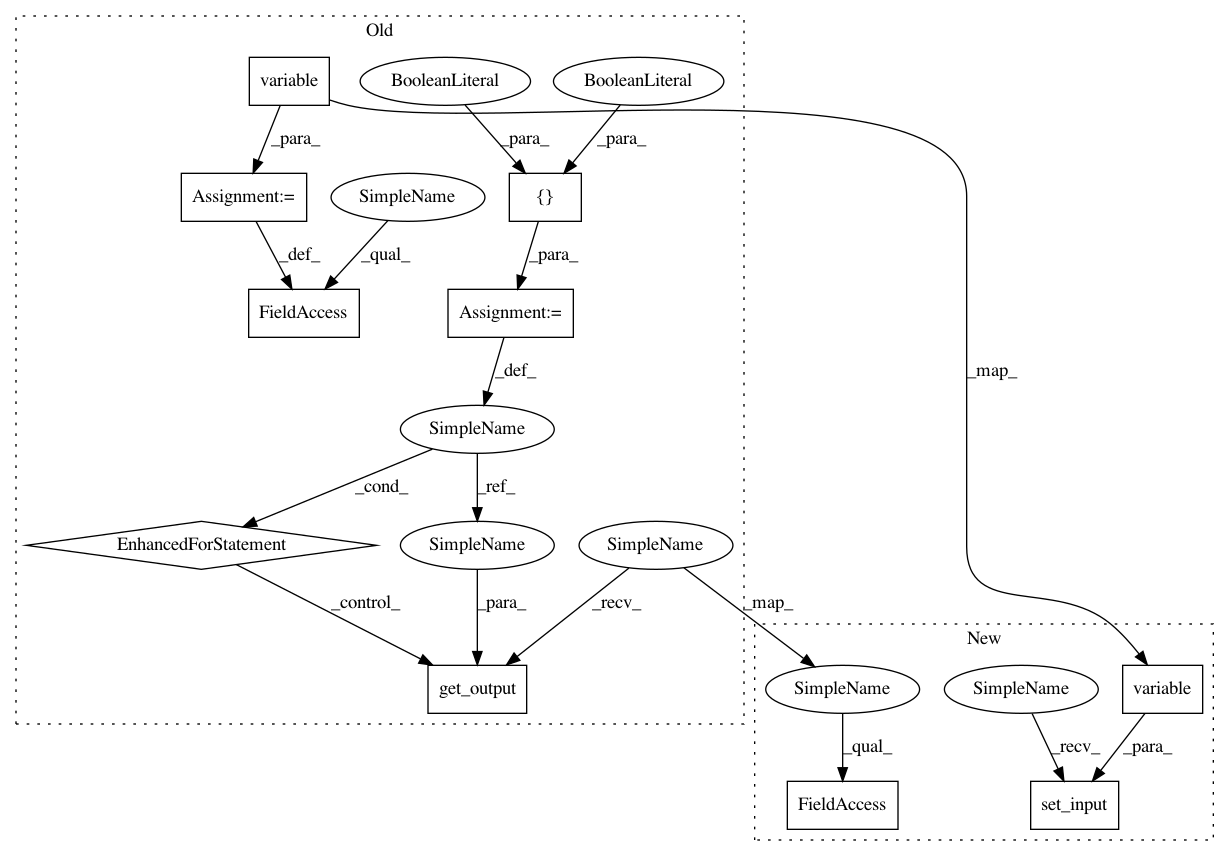 Old
variable
BooleanLiteral
BooleanLiteral
_para_
_para_
_para_
Assignment:=
SimpleName
{}
_def_
_qual_
_para_
FieldAccess
Assignment:=
_def_
_map_
SimpleName
_cond_
_ref_
EnhancedForStatement
SimpleName
SimpleName
_control_
_para_
_recv_
_map_
New
get_output
SimpleName
SimpleName
variable
_qual_
_recv_
_para_
FieldAccess
set_input